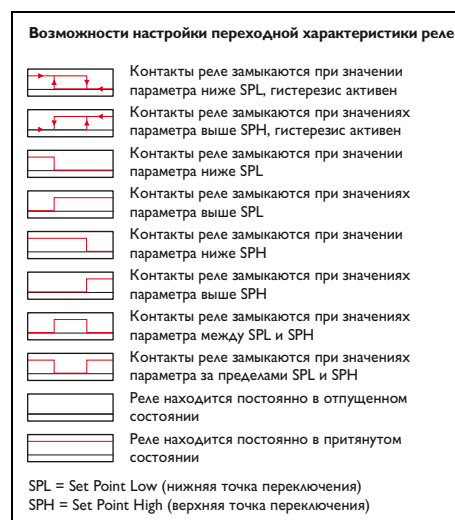 Возможности настройки переходной характеристики реле
Контакты реле замыкаются при значении
параметра ниже SPL, гистерезис активен
Контакты реле замыкаются при значениях
параметра выше SPH, гистерезис активен
Контакты реле замыкаются при значении
параметра ниже SPL
Контакты реле замыкаются при значениях
параметра выше SPL
Контакты реле замыкаются при значении
параметра ниже SPH
Контакты реле замыкаются при значениях
параметра выше SPH
Контакты реле замыкаются при значениях
параметра между SPL и SPH
Контакты реле замыкаются при значениях
параметра за пределами SPL и SPH
Реле находится постоянно в отпущенном
состоянии
Реле находится постоянно в притянутом
состоянии
SPL = Set Point Low (нижняя точка переключения)
SPH = Set Point High (верхняя точка переключения)